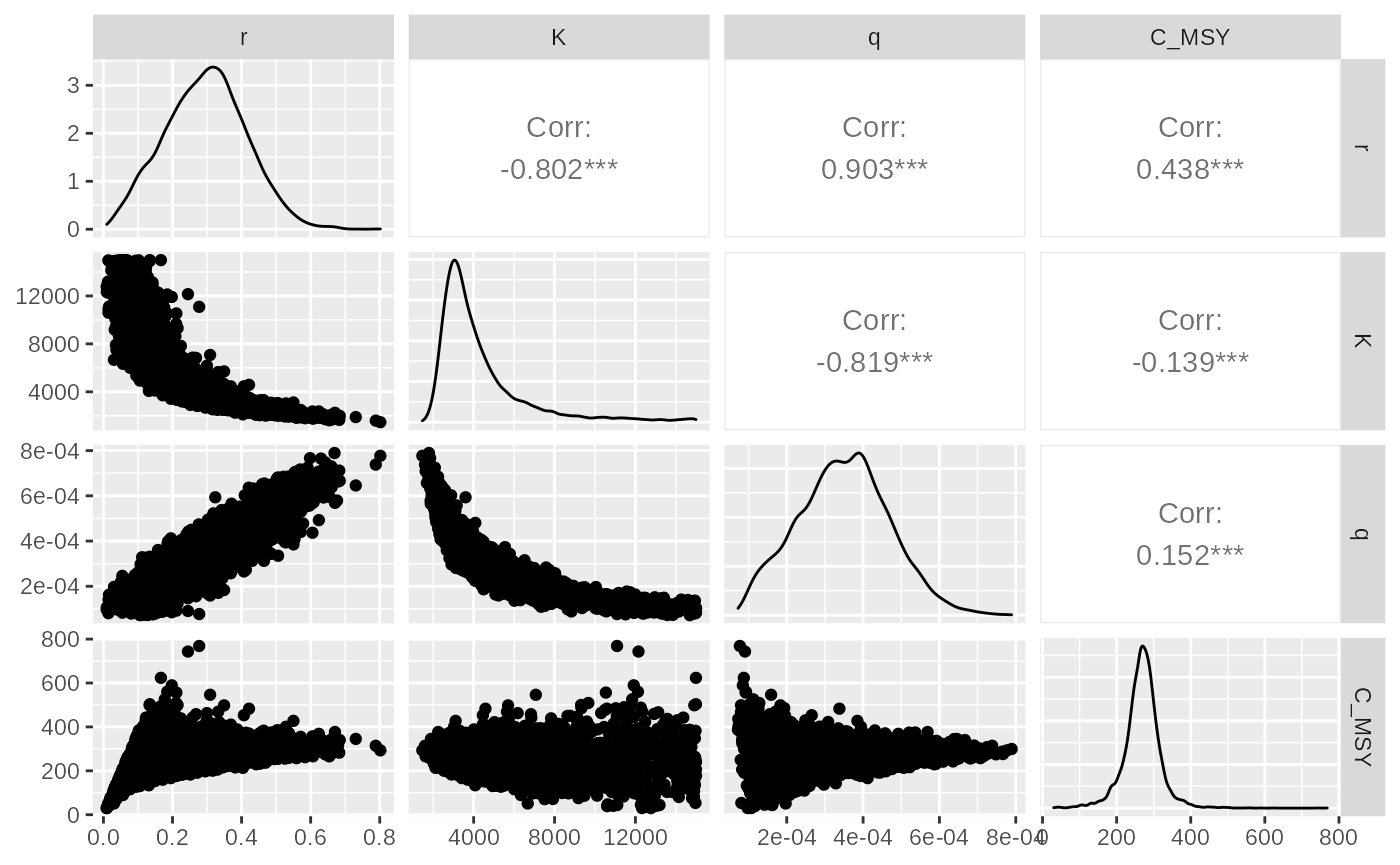 r
K
q
C_MSY
3
2
1
0
Corr:
-0.802***
Corr:
0.903***
Corr:
0.438***
r
12000
8000
4000
Corr:
-0.819***
Corr:
-0.139***
K
8e-04
6e-04
4e-04
2e-04
Corr:
0.152***
q
800
600
400
200
0
C_MSY
0.0 0.2 0.4 0.6 0.8
4000 8000 12000
2e-04 4e-04 6e-04 8e-04
0 200 400 600 800